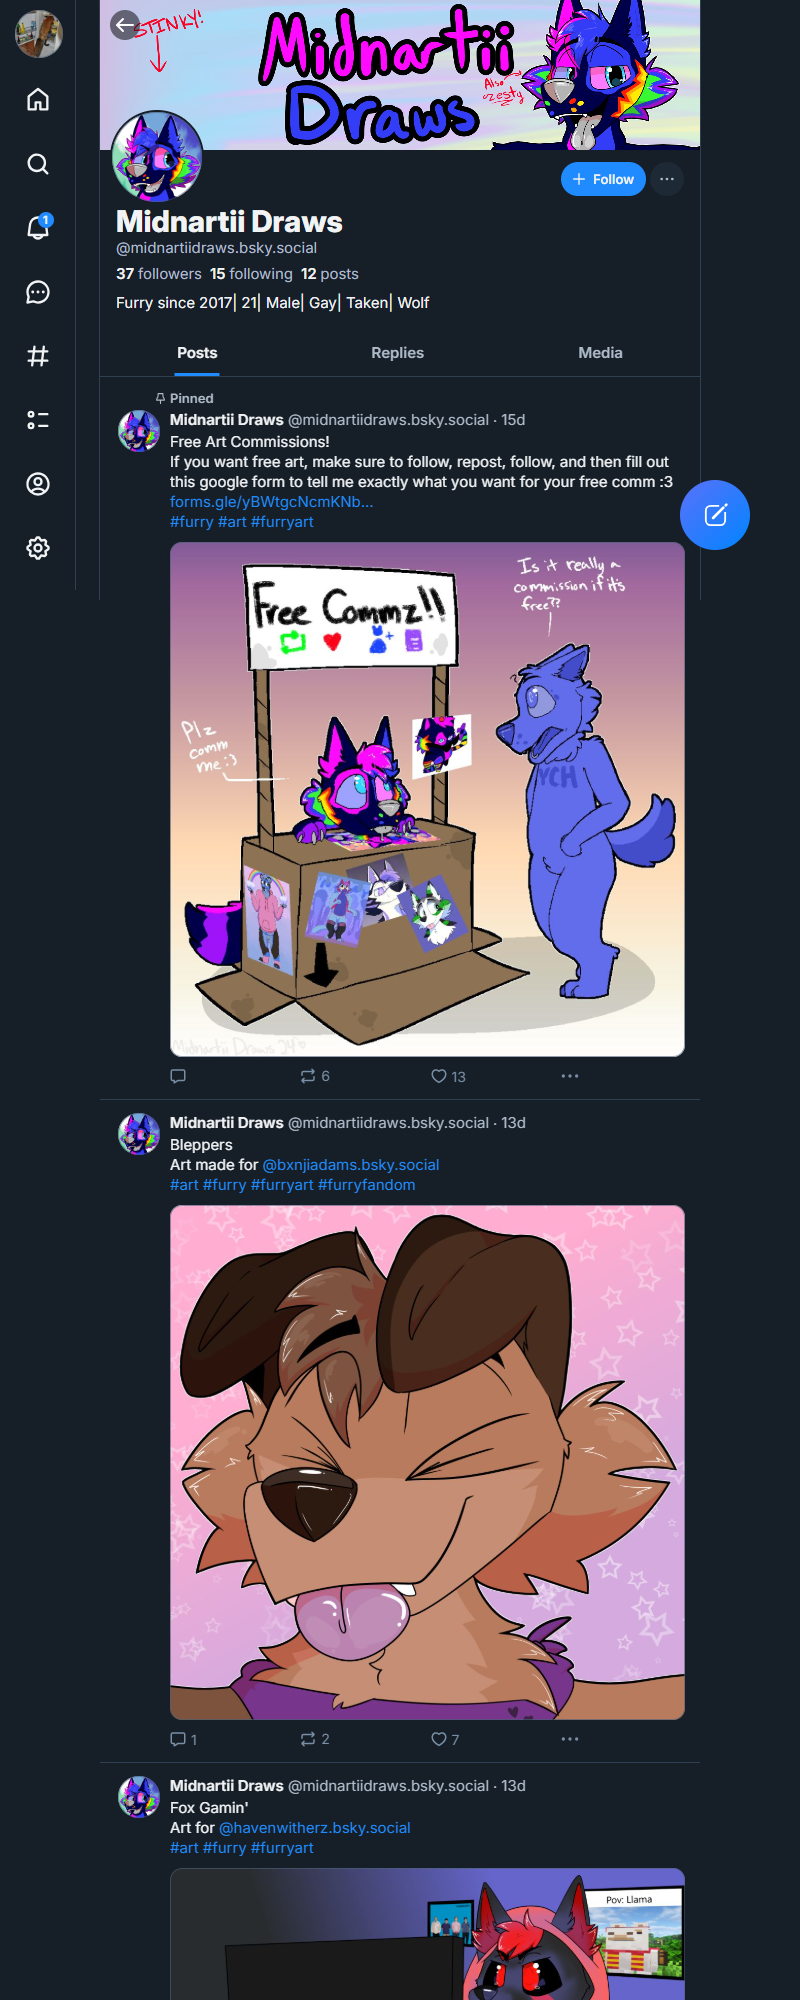 STINKY!
Midnartii
Draws
Also
zesty
+ Follow
Midnartii Draws
@midnartiidraws.bsky.social
37 followers 15 following 12 posts
Furry since 2017| 21| Male| Gay| Taken| Wolf
1
Posts Replies Media
Pinned
Midnartii Draws @midnartiidraws.bsky.social · 15d
Free Art Commissions!
If you want free art, make sure to follow, repost, follow, and then fill out
this google form to tell me exactly what you want for your free comm :3
forms.gle/yBWtgcNcmKNb...
#furry #art #furryart
Is it really a
commission if it's
free??
Free Commz!!
Plz
comm
me :3
YCH
Midnartii Draws 24
6 13
Midnartii Draws @midnartiidraws.bsky.social · 13d
Bleppers
Art made for @bxnjiadams.bsky.social
#art #furry #furryart #furryfandom
1 2 7
Midnartii Draws @midnartiidraws.bsky.social · 13d
Fox Gamin'
Art for @havenwitherz.bsky.social
#art #furry #furryart
Pov: Llama